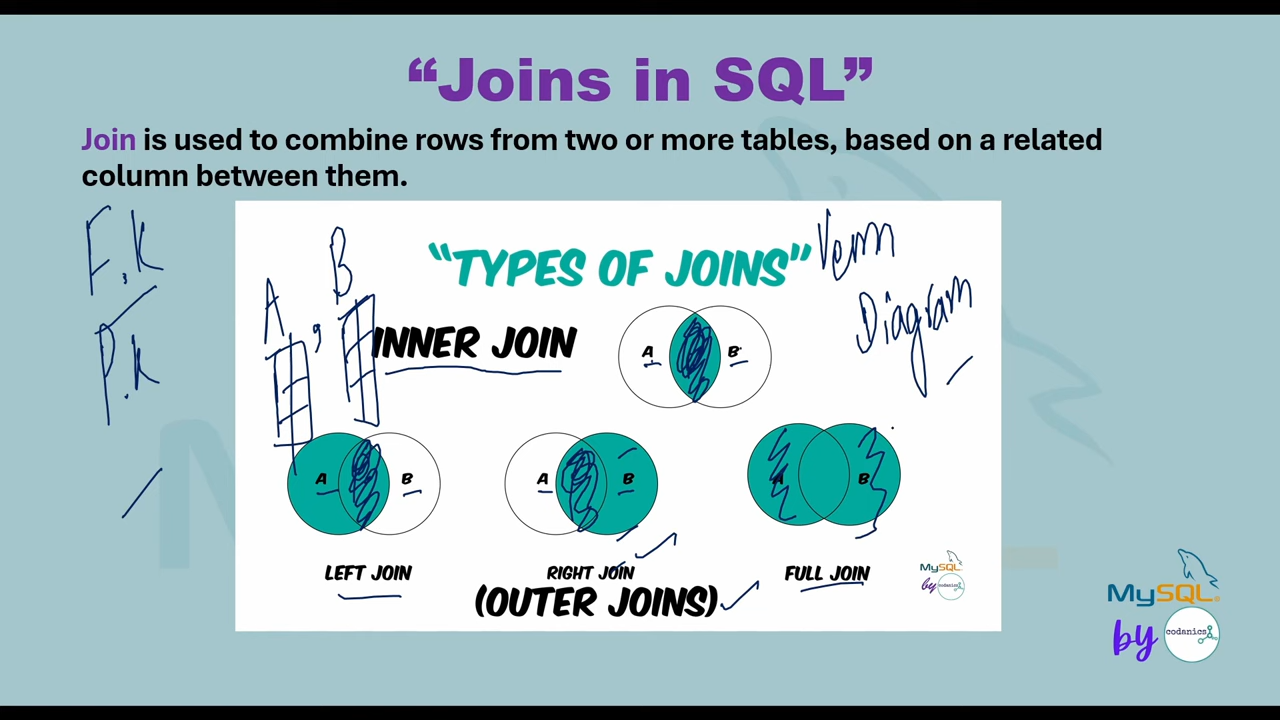 “Joins in SQL”
Join is used to combine rows from two or more tables, based on a related
column between them.
F.k
P.k
A, B
“TYPES OF JOINS”
Venn
Diagram
INNER JOIN
A B
A B
A B
A B
LEFT JOIN
RIGHT JOIN
FULL JOIN
(OUTER JOINS)
MySQL
by codanics
MySQL®
by codanics